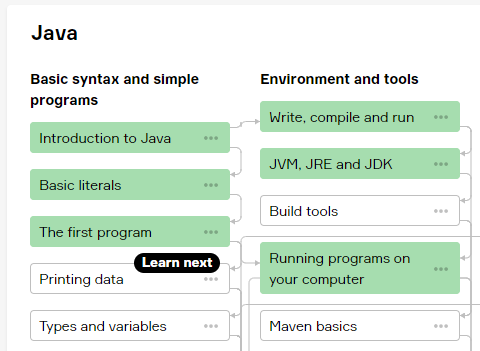 Java
Basic syntax and simple
programs
Introduction to Java
Basic literals
The first program
Learn next
Printing data
Types and variables
Environment and tools
Write, compile and run
JVM, JRE and JDK
Build tools
Running programs on
your computer
Maven basics